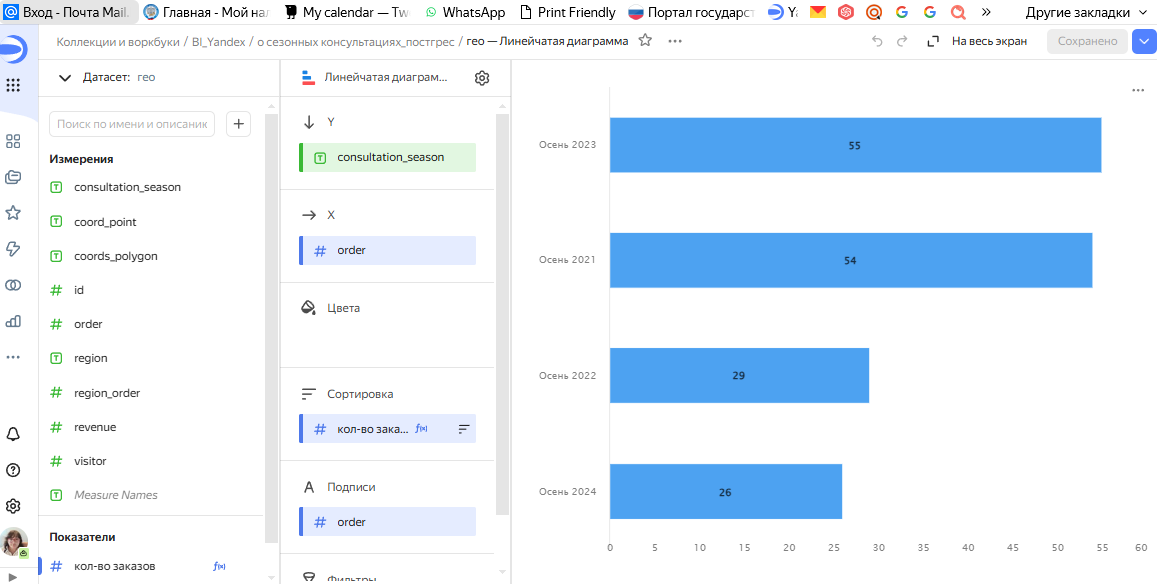 Вход - Почта Mail. Главная - Мой нал My calendar — Tw WhatsApp Print Friendly Портал государст Ya » Другие закладки
Коллекции и воркбуки / BI_Yandex / о сезонных консультациях_постгрес / гео — Линейчатая диаграмма На весь экран Сохранено
Датасет: гео
Поиск по имени и описанию
Измерения
consultation_season
coord_point
coords_polygon
id
order
region
region_order
revenue
visitor
Measure Names
Показатели
кол-во заказов
Линейчатая диаграм...
Y
consultation_season
X
order
Цвета
Сортировка
кол-во зака... f(x)
Подписи
order
Фильтры
Осень 2023 55
Осень 2021 54
Осень 2022 29
Осень 2024 26
0 5 10 15 20 25 30 35 40 45 50 55 60